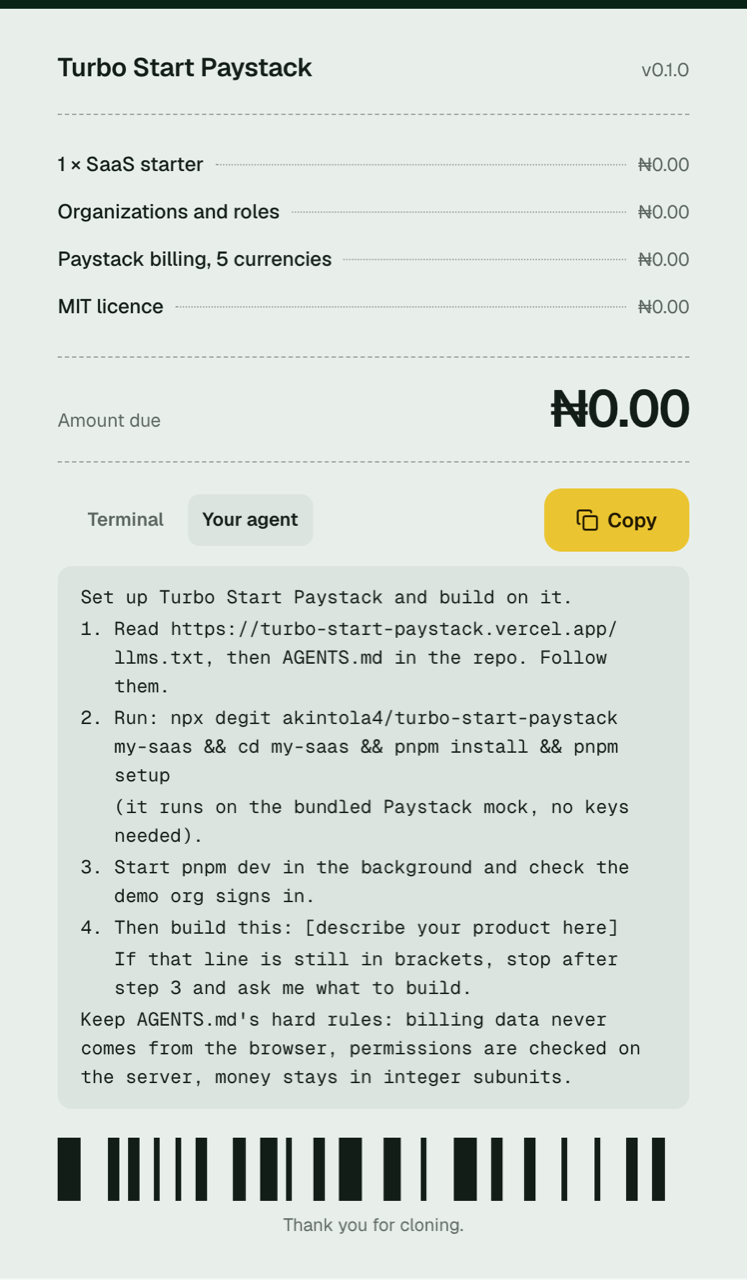 Turbo Start Paystack v0.1.0
1 × SaaS starter ₦0.00
Organizations and roles ₦0.00
Paystack billing, 5 currencies ₦0.00
MIT licence ₦0.00
Amount due ₦0.00
Terminal Your agent Copy
Set up Turbo Start Paystack and build on it.
1. Read https://turbo-start-paystack.vercel.app/
llms.txt, then AGENTS.md in the repo. Follow
them.
2. Run: npx degit akintola4/turbo-start-paystack
my-saas && cd my-saas && pnpm install && pnpm
setup
(it runs on the bundled Paystack mock, no keys
needed).
3. Start pnpm dev in the background and check the
demo org signs in.
4. Then build this: [describe your product here]
If that line is still in brackets, stop after
step 3 and ask me what to build.
Keep AGENTS.md's hard rules: billing data never
comes from the browser, permissions are checked on
the server, money stays in integer subunits.
Thank you for cloning.